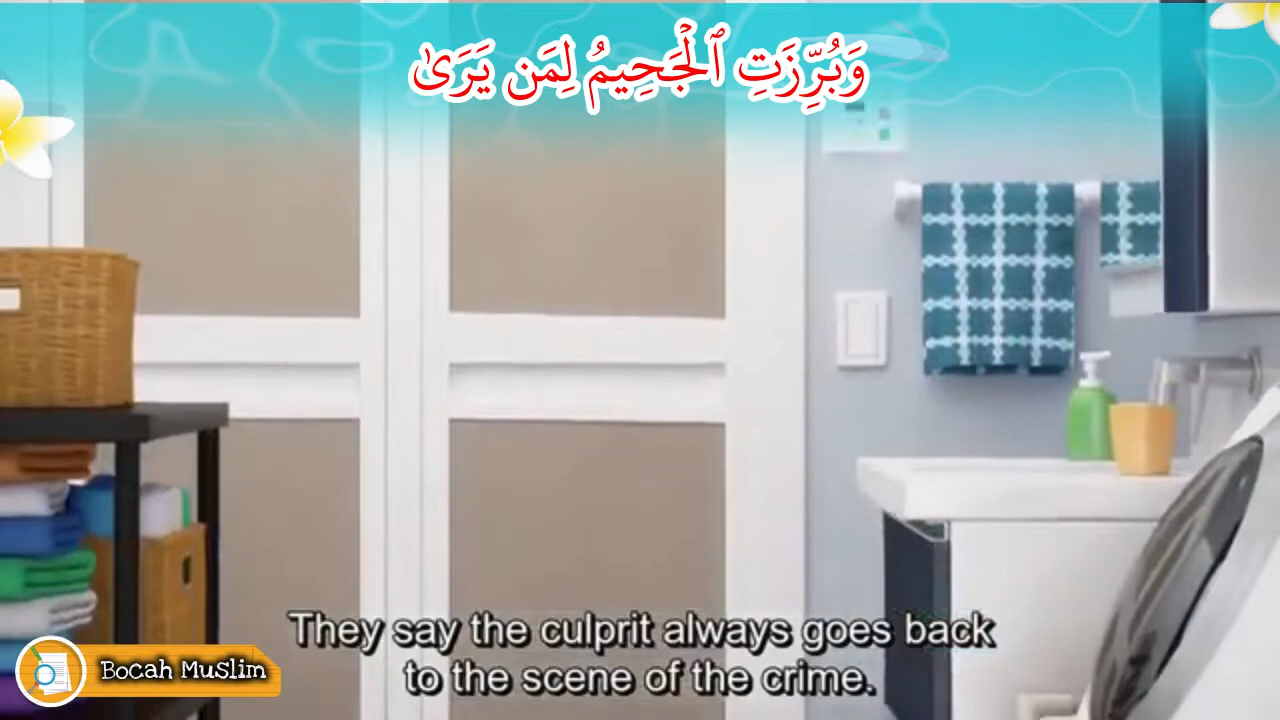 وَبُرِّزَتِ ٱلْجَحِيمُ لِمَن يَرَىٰ
They say the culprit always goes back
to the scene of the crime.
Bocah Muslim